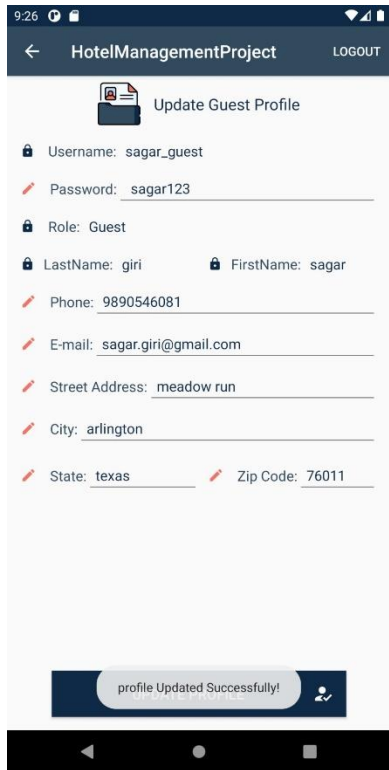 9:26
HotelManagementProject LOGOUT
Update Guest Profile
Username: sagar_guest
Password: sagar123
Role: Guest
LastName: giri FirstName: sagar
Phone: 9890546081
E-mail: sagar.giri@gmail.com
Street Address: meadow run
City: arlington
State: texas Zip Code: 76011
profile Updated Successfully!
UPDATE PROFILE